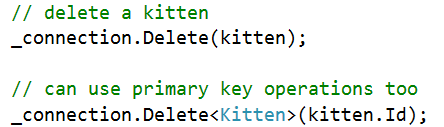 // delete a kitten
_connection.Delete(kitten);
// can use primary key operations too
_connection.Delete<Kitten>(kitten.Id);